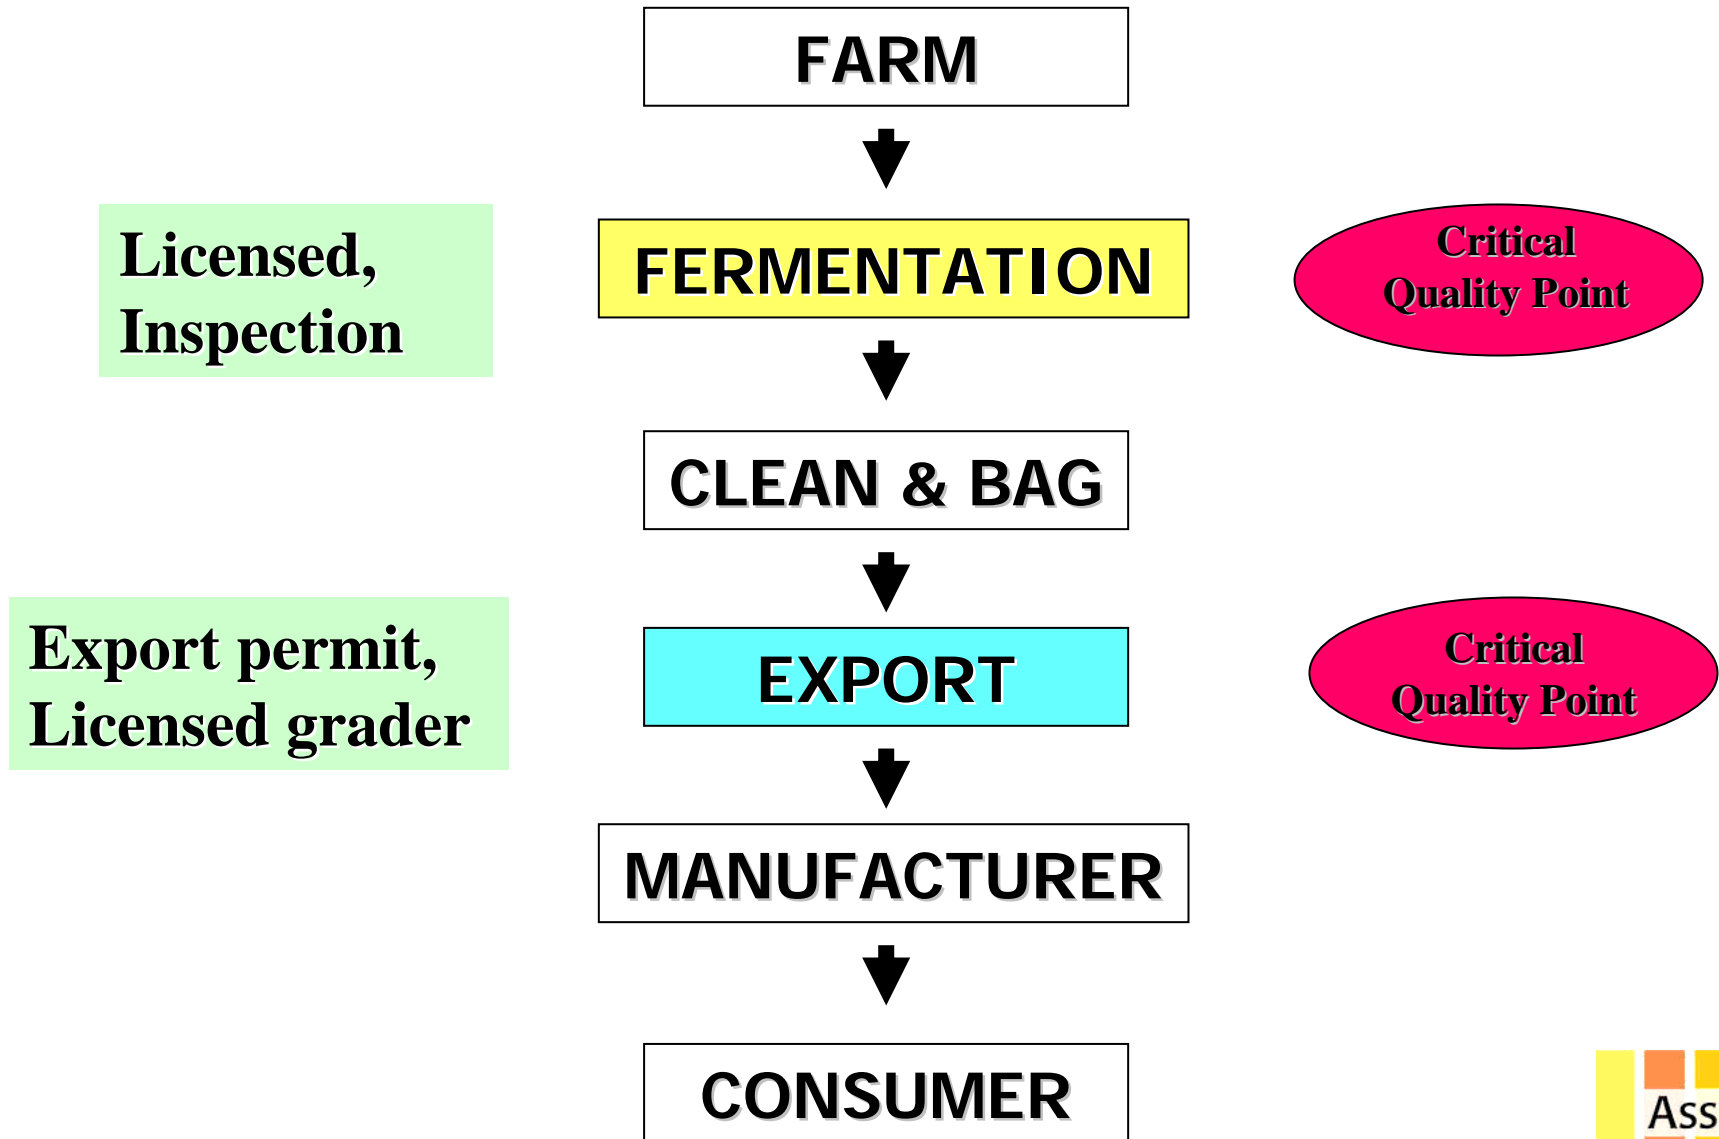 FARM
Licensed,
Inspection
FERMENTATION
Critical
Quality Point
CLEAN & BAG
Export permit,
Licensed grader
EXPORT
Critical
Quality Point
MANUFACTURER
CONSUMER
Ass